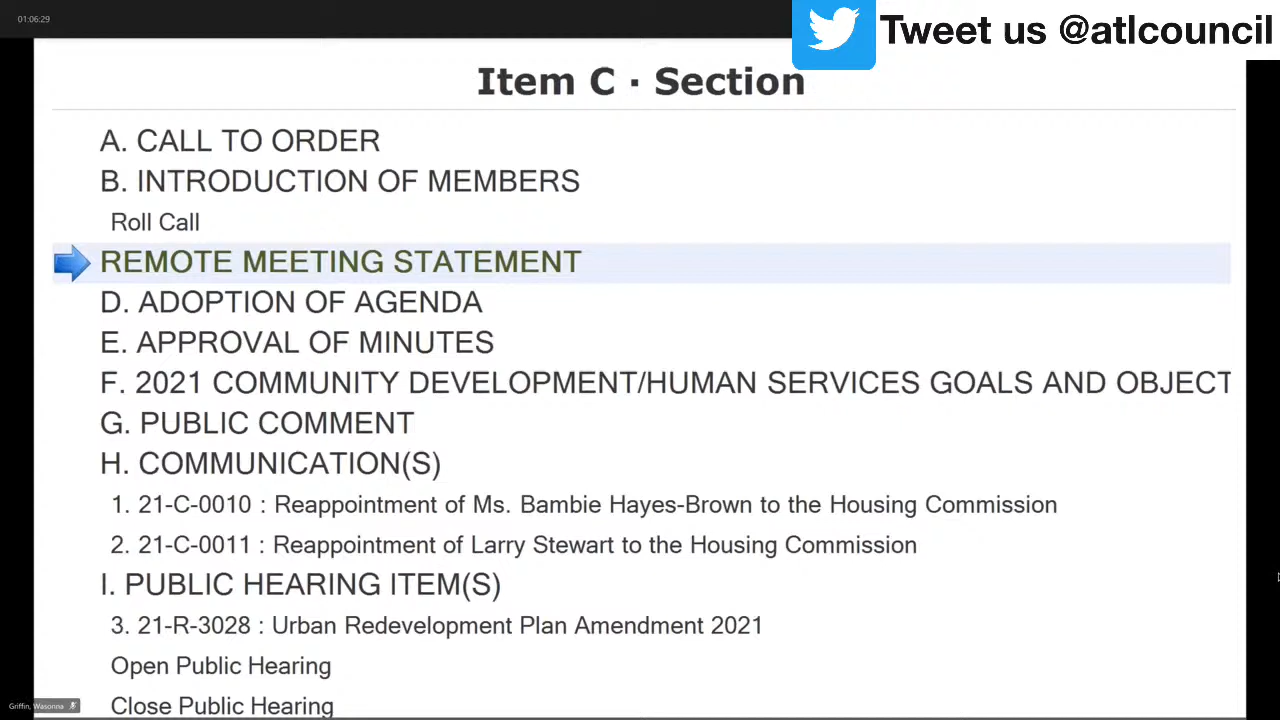 01:06:29
Tweet us @atlcouncil
Item C · Section
A. CALL TO ORDER
B. INTRODUCTION OF MEMBERS
Roll Call
REMOTE MEETING STATEMENT
D. ADOPTION OF AGENDA
E. APPROVAL OF MINUTES
F. 2021 COMMUNITY DEVELOPMENT/HUMAN SERVICES GOALS AND OBJECT
G. PUBLIC COMMENT
H. COMMUNICATION(S)
1. 21-C-0010 : Reappointment of Ms. Bambie Hayes-Brown to the Housing Commission
2. 21-C-0011 : Reappointment of Larry Stewart to the Housing Commission
I. PUBLIC HEARING ITEM(S)
3. 21-R-3028 : Urban Redevelopment Plan Amendment 2021
Open Public Hearing
Close Public Hearing
Griffin, Wasonna